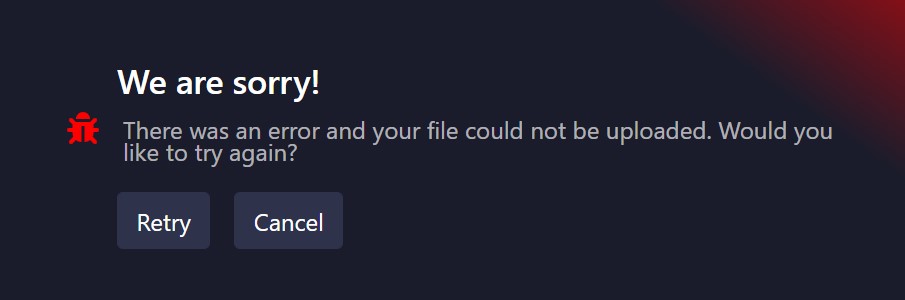 We are sorry!
There was an error and your file could not be uploaded. Would you
like to try again?
Retry
Cancel